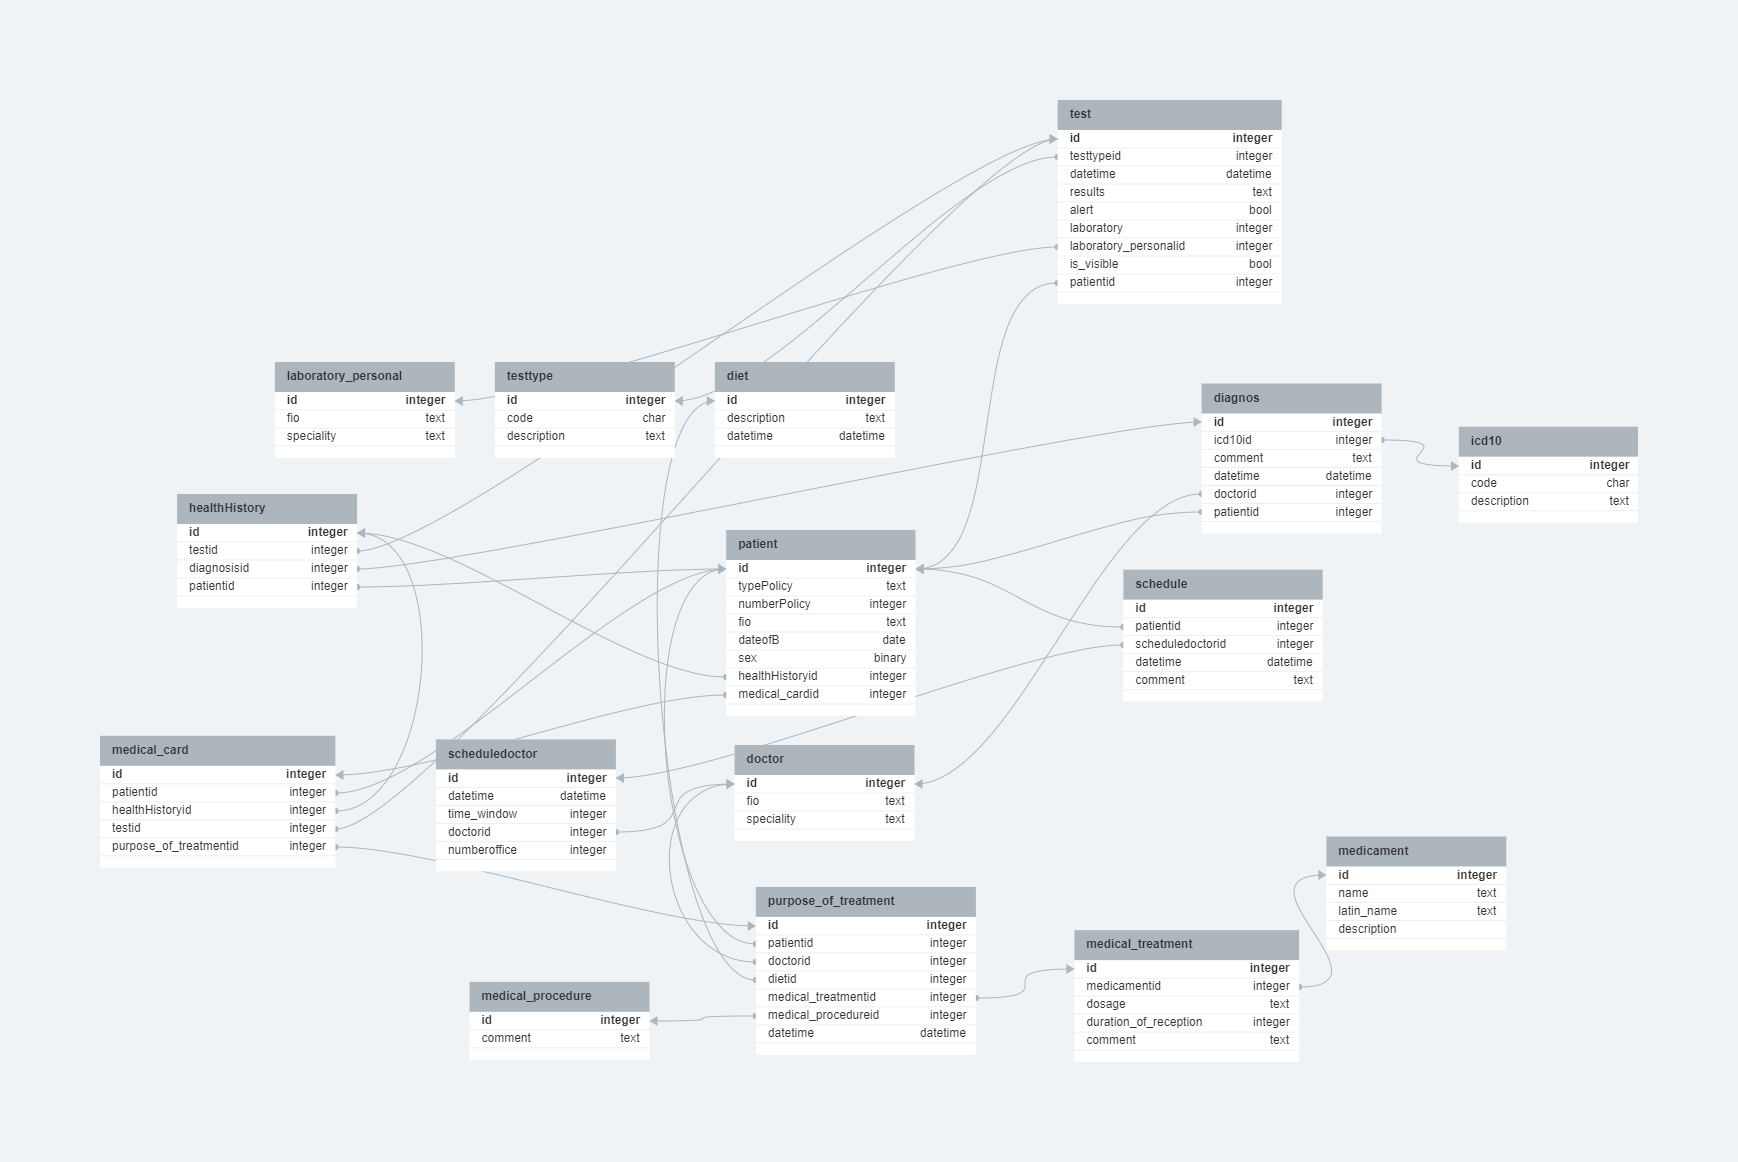 test
id integer
testtypeid integer
datetime datetime
results text
alert bool
laboratory integer
laboratory_personalid integer
is_visible bool
patientid integer
laboratory_personal
id integer
fio text
speciality text
testtype
id integer
code char
description text
diet
id integer
description text
datetime datetime
diagnos
id integer
icd10id integer
comment text
datetime datetime
doctorid integer
patientid integer
icd10
id integer
code char
description text
healthHistory
id integer
testid integer
diagnosisid integer
patientid integer
patient
id integer
typePolicy text
numberPolicy integer
fio text
dateofB date
sex binary
healthHistoryid integer
medical_cardid integer
schedule
id integer
patientid integer
scheduledoctorid integer
datetime datetime
comment text
medical_card
id integer
patientid integer
healthHistoryid integer
testid integer
purpose_of_treatmentid integer
scheduledoctor
id integer
datetime datetime
time_window integer
doctorid integer
numberoffice integer
doctor
id integer
fio text
speciality text
medicament
id integer
name text
latin_name text
description
purpose_of_treatment
id integer
patientid integer
doctorid integer
dietid integer
medical_treatmentid integer
medical_procedureid integer
datetime datetime
medical_treatment
id integer
medicamentid integer
dosage text
duration_of_reception integer
comment text
medical_procedure
id integer
comment text